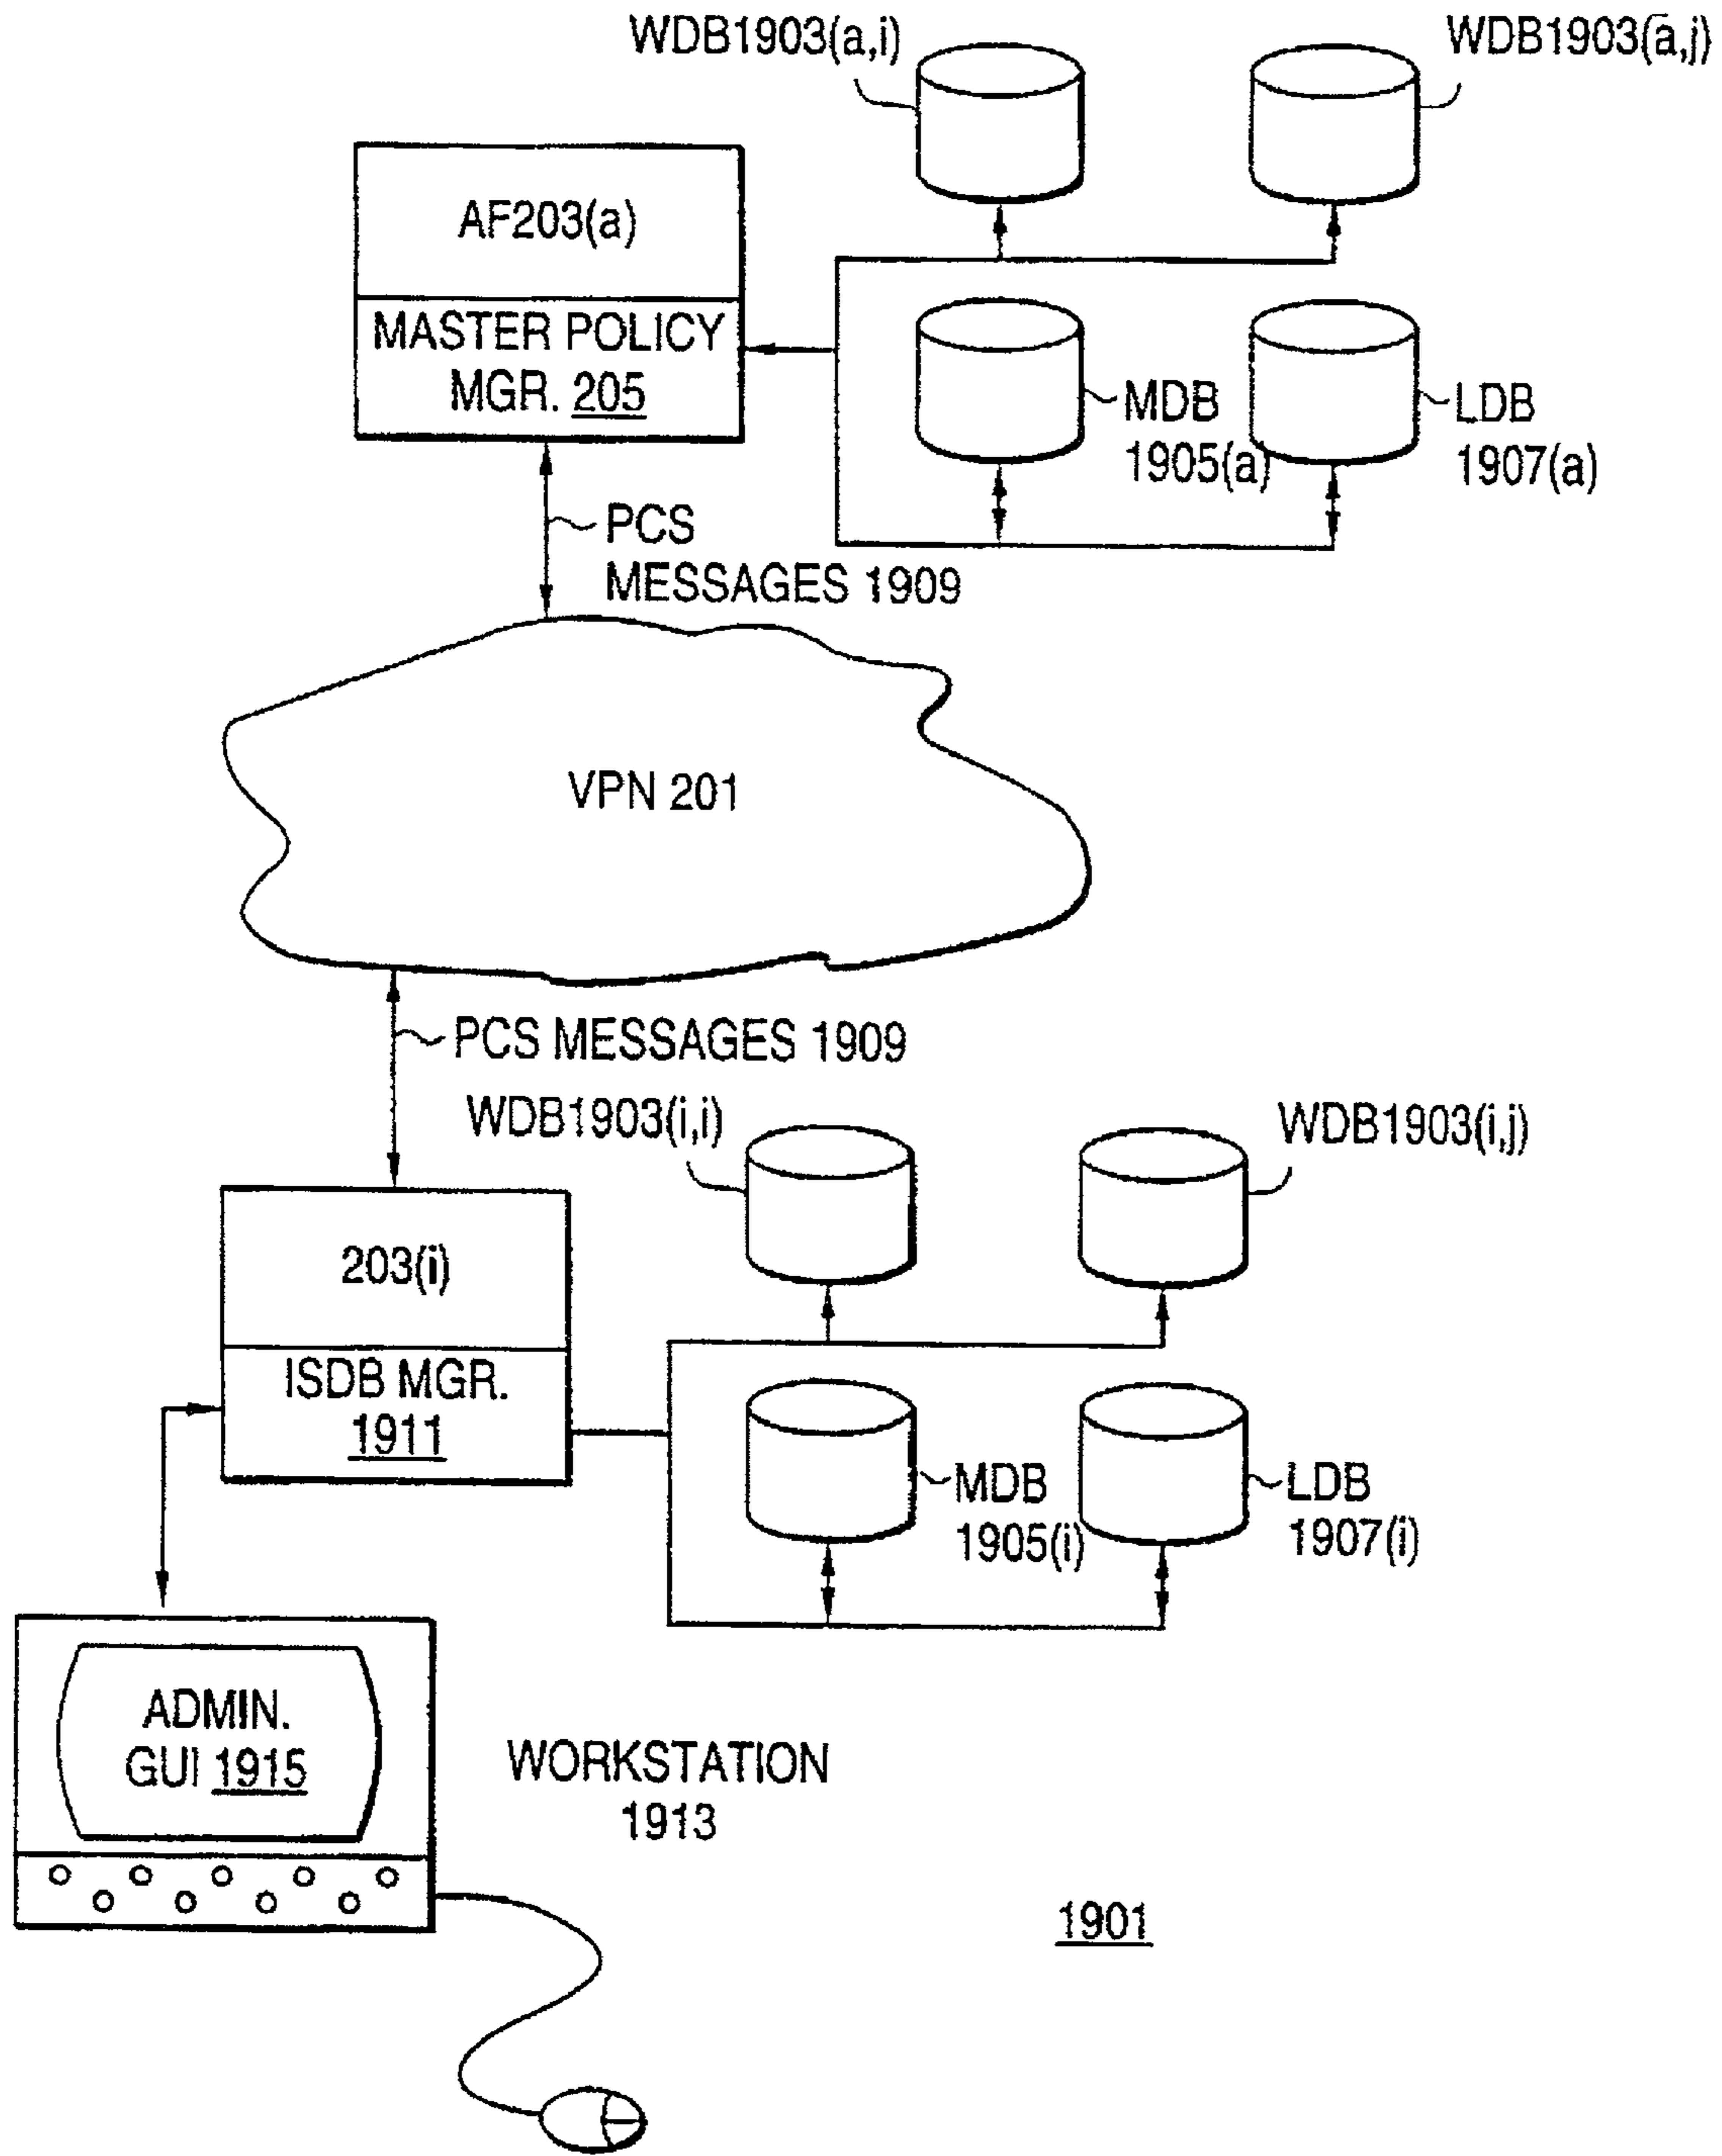 WDB1903(a,i)
WDB1903(a,j)
AF203(a)
MASTER POLICY
MGR. 205
MDB
1905(a)
LDB
1907(a)
PCS
MESSAGES 1909
VPN 201
PCS MESSAGES 1909
WDB1903(i,i)
WDB1903(i,j)
203(i)
ISDB MGR.
1911
MDB
1905(i)
LDB
1907(i)
ADMIN.
GUI 1915
WORKSTATION
1913
1901